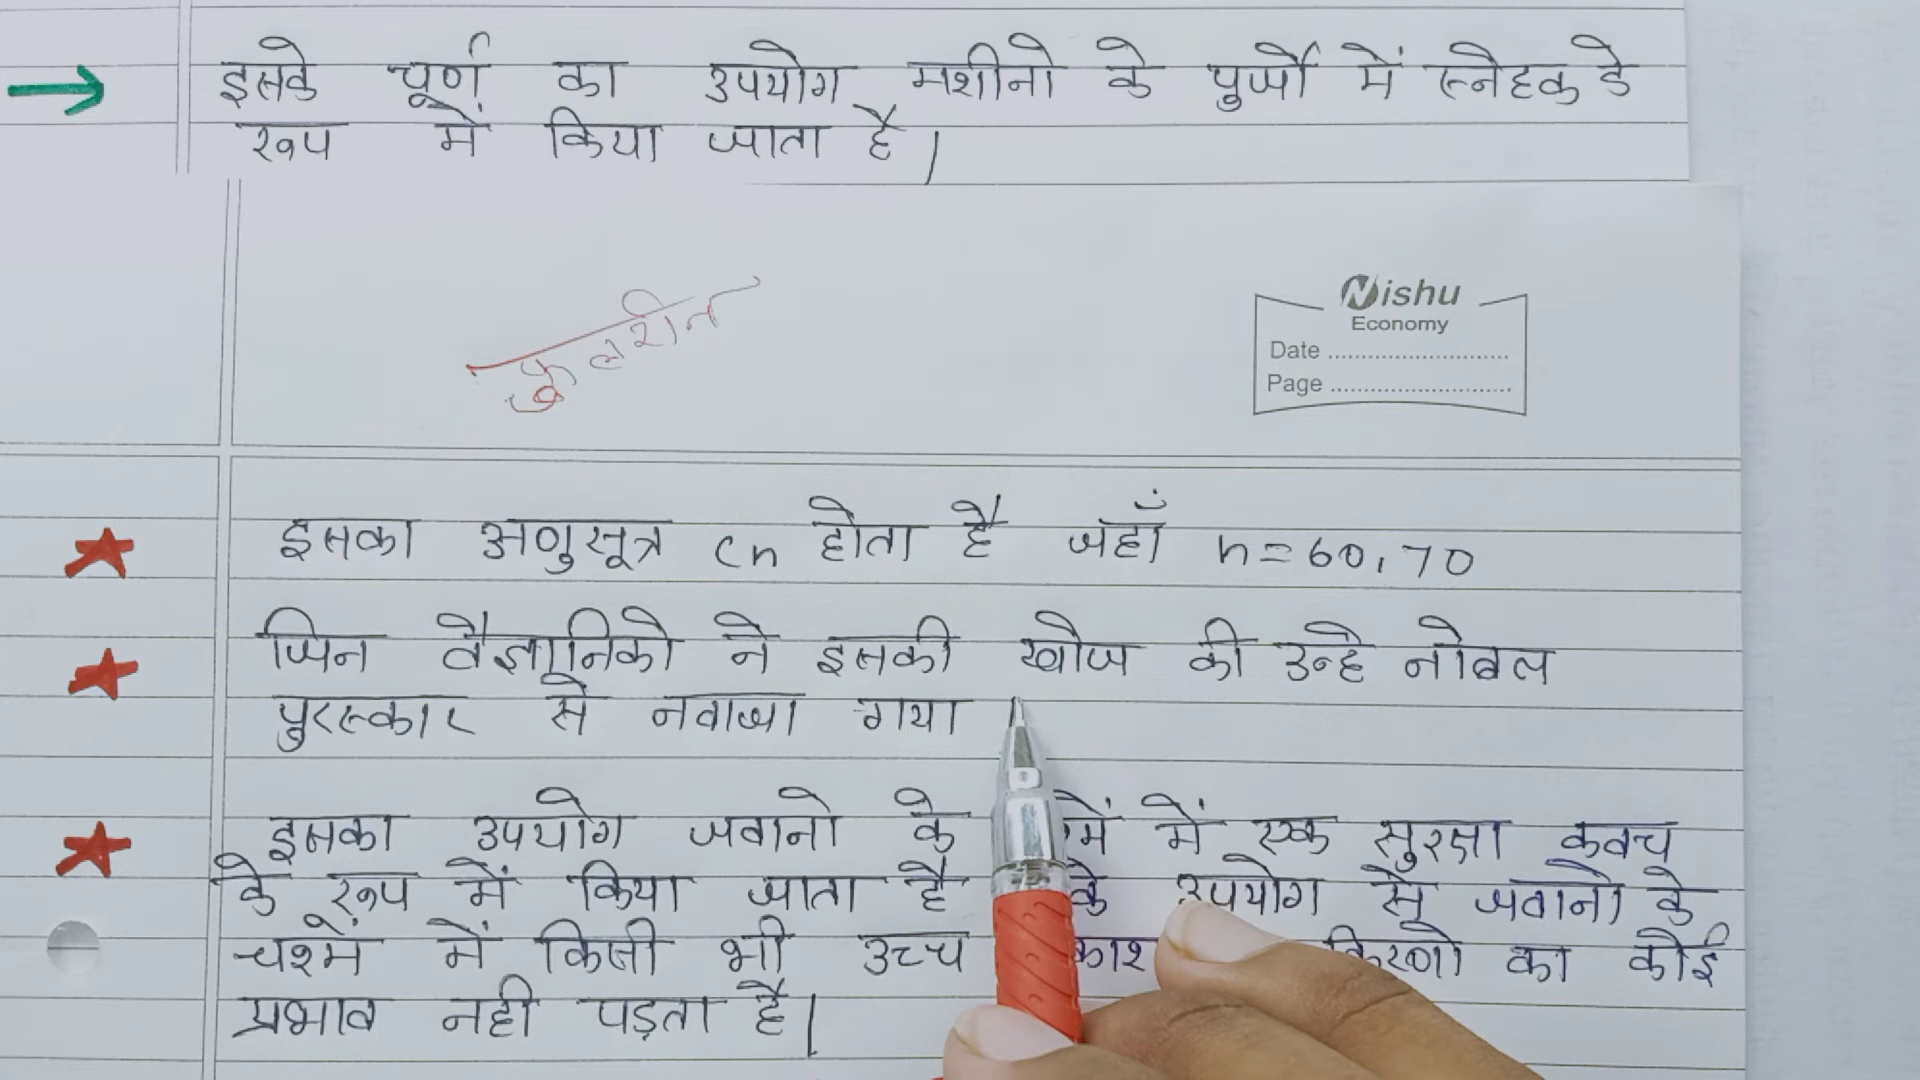 इसके चूर्ण का उपयोग मशीनो के पुर्जो में स्नेहक के
रूप में किया जाता है।
फुलरीन
Nishu
Economy
Date
Page
इसका अणुसूत्र Cn होता है जहाँ n=60,70
जिन वैज्ञानिको ने इसकी खोज की उन्हे नोबल
पुरस्कार से नवाजा गया
इसका उपयोग जवानो के में एक सुरक्षा कवच
के रूप में किया जाता है के उपयोग से जवानो के
चश्में में किसी भी उच्च किरणो का कोई
प्रभाव नही पड़ता है।